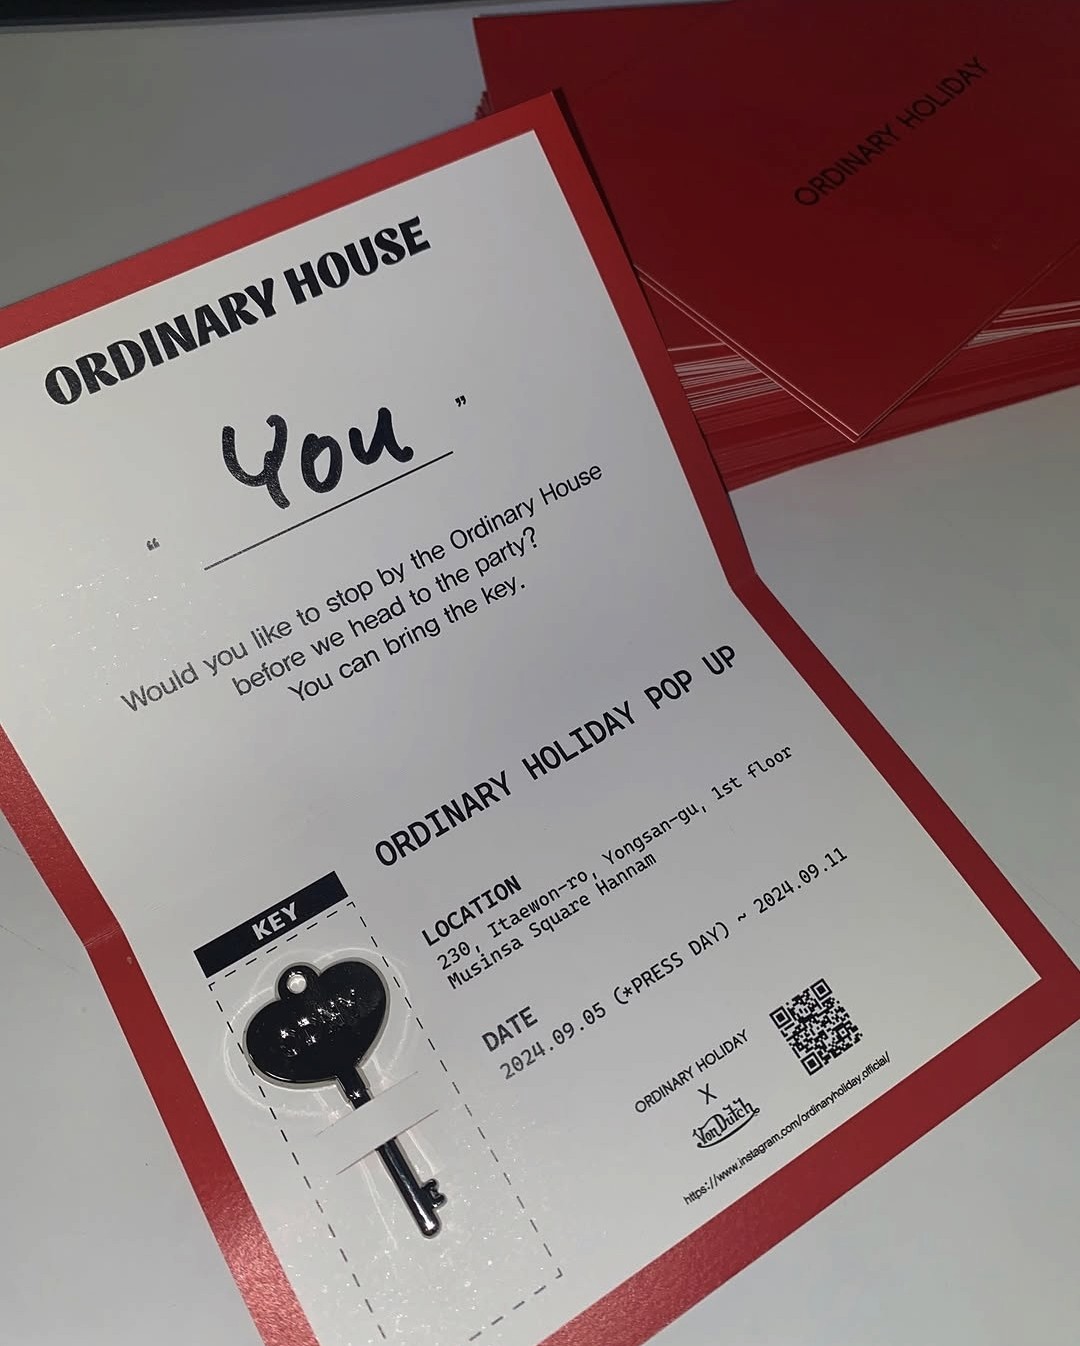 ORDINARY HOLIDAY
ORDINARY HOUSE
“ You ”
Would you like to stop by the Ordinary House
before we head to the party?
You can bring the key.
ORDINARY HOLIDAY POP UP
KEY
LOCATION
230, Itaewon-ro, Yongsan-gu, 1st floor
Musinsa Square Hannam
DATE
2024.09.05 (*PRESS DAY) ~ 2024.09.11
ORDINARY HOLIDAY
X
Von Dutch
https://www.instagram.com/ordinaryholiday.official/